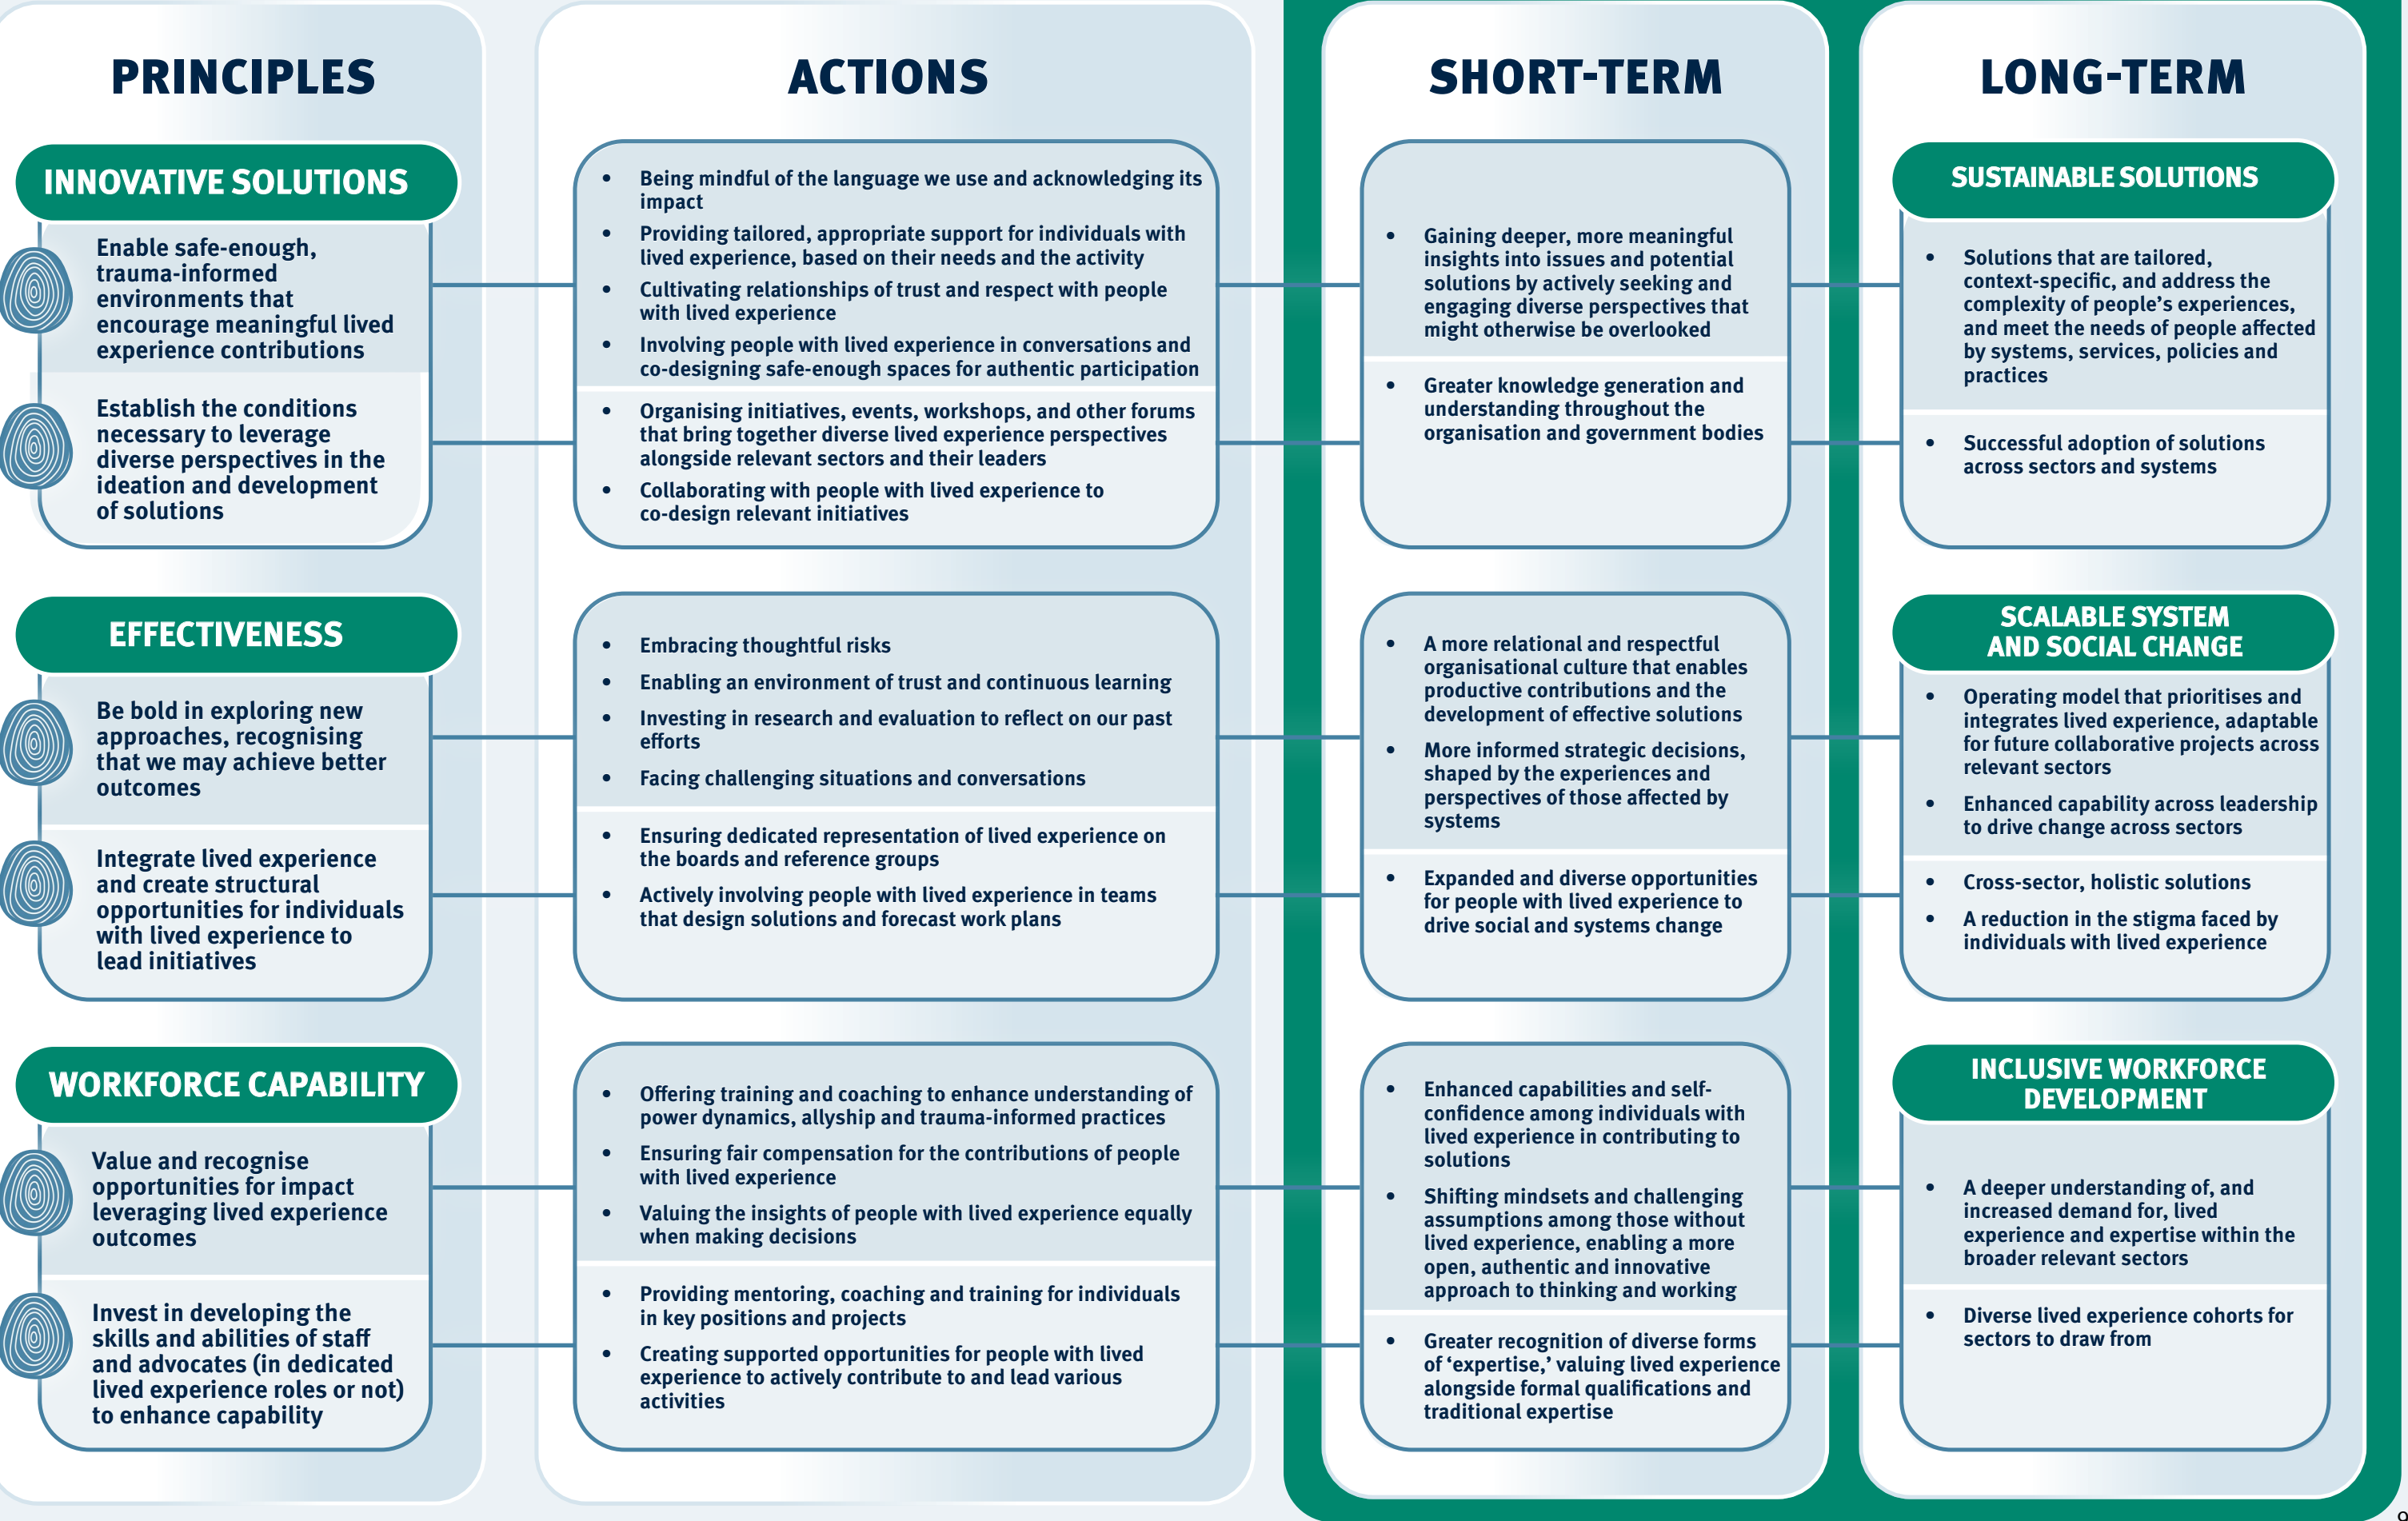 PRINCIPLES
INNOVATIVE SOLUTIONS
Enable safe-enough,
trauma-informed
environments that
encourage meaningful lived
experience contributions
Establish the conditions
necessary to leverage
diverse perspectives in the
ideation and development
of solutions
EFFECTIVENESS
Be bold in exploring new
approaches, recognising
that we may achieve better
outcomes
Integrate lived experience
and create structural
opportunities for individuals
with lived experience to
lead initiatives
WORKFORCE CAPABILITY
Value and recognise
opportunities for impact
leveraging lived experience
outcomes
Invest in developing the
skills and abilities of staff
and advocates (in dedicated
lived experience roles or not)
to enhance capability
ACTIONS
• Being mindful of the language we use and acknowledging its
impact
• Providing tailored, appropriate support for individuals with
lived experience, based on their needs and the activity
• Cultivating relationships of trust and respect with people
with lived experience
• Involving people with lived experience in conversations and
co-designing safe-enough spaces for authentic participation
• Organising initiatives, events, workshops, and other forums
that bring together diverse lived experience perspectives
alongside relevant sectors and their leaders
• Collaborating with people with lived experience to
co-design relevant initiatives
• Embracing thoughtful risks
• Enabling an environment of trust and continuous learning
• Investing in research and evaluation to reflect on our past
efforts
• Facing challenging situations and conversations
• Ensuring dedicated representation of lived experience on
the boards and reference groups
• Actively involving people with lived experience in teams
that design solutions and forecast work plans
• Offering training and coaching to enhance understanding of
power dynamics, allyship and trauma-informed practices
• Ensuring fair compensation for the contributions of people
with lived experience
• Valuing the insights of people with lived experience equally
when making decisions
• Providing mentoring, coaching and training for individuals
in key positions and projects
• Creating supported opportunities for people with lived
experience to actively contribute to and lead various
activities
SHORT-TERM
• Gaining deeper, more meaningful
insights into issues and potential
solutions by actively seeking and
engaging diverse perspectives that
might otherwise be overlooked
• Greater knowledge generation and
understanding throughout the
organisation and government bodies
• A more relational and respectful
organisational culture that enables
productive contributions and the
development of effective solutions
• More informed strategic decisions,
shaped by the experiences and
perspectives of those affected by
systems
• Expanded and diverse opportunities
for people with lived experience to
drive social and systems change
• Enhanced capabilities and self-
confidence among individuals with
lived experience in contributing to
solutions
• Shifting mindsets and challenging
assumptions among those without
lived experience, enabling a more
open, authentic and innovative
approach to thinking and working
• Greater recognition of diverse forms
of ‘expertise,’ valuing lived experience
alongside formal qualifications and
traditional expertise
LONG-TERM
SUSTAINABLE SOLUTIONS
• Solutions that are tailored,
context-specific, and address the
complexity of people’s experiences,
and meet the needs of people affected
by systems, services, policies and
practices
• Successful adoption of solutions
across sectors and systems
SCALABLE SYSTEM
AND SOCIAL CHANGE
• Operating model that prioritises and
integrates lived experience, adaptable
for future collaborative projects across
relevant sectors
• Enhanced capability across leadership
to drive change across sectors
• Cross-sector, holistic solutions
• A reduction in the stigma faced by
individuals with lived experience
INCLUSIVE WORKFORCE
DEVELOPMENT
• A deeper understanding of, and
increased demand for, lived
experience and expertise within the
broader relevant sectors
• Diverse lived experience cohorts for
sectors to draw from